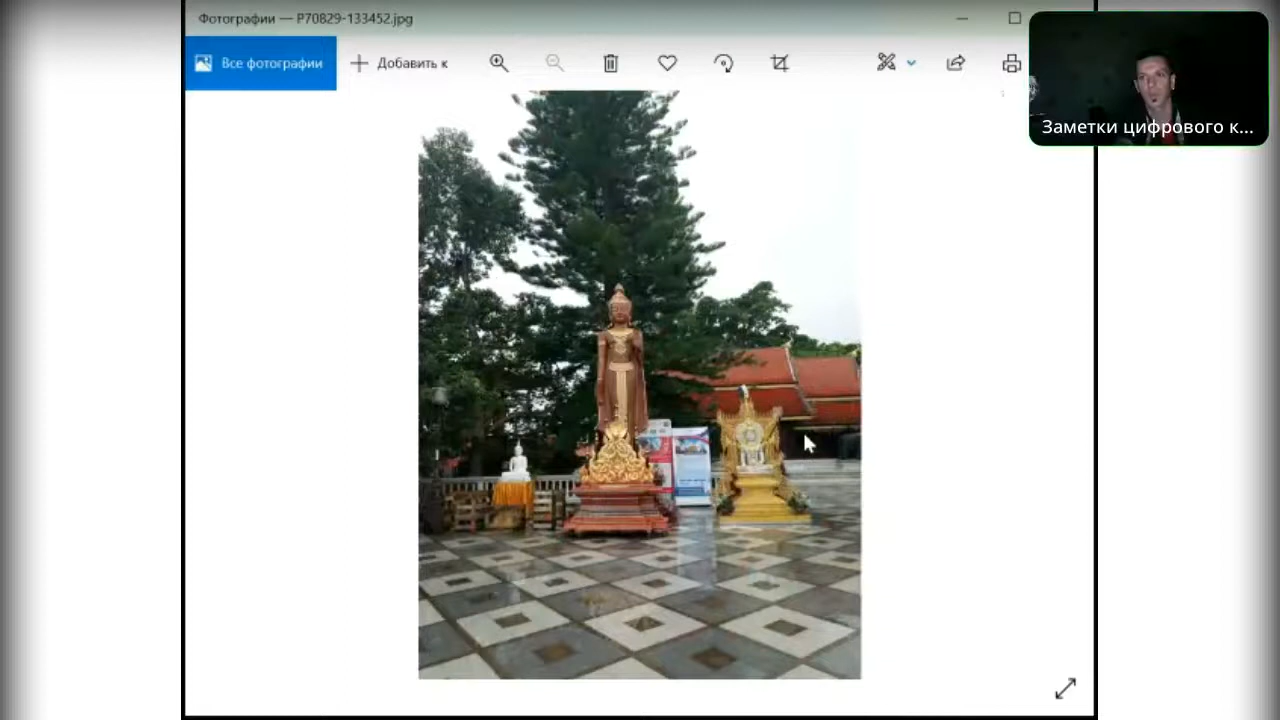 Фотографии — P70829-133452.jpg
Все фотографии
Добавить к
Заметки цифрового к...